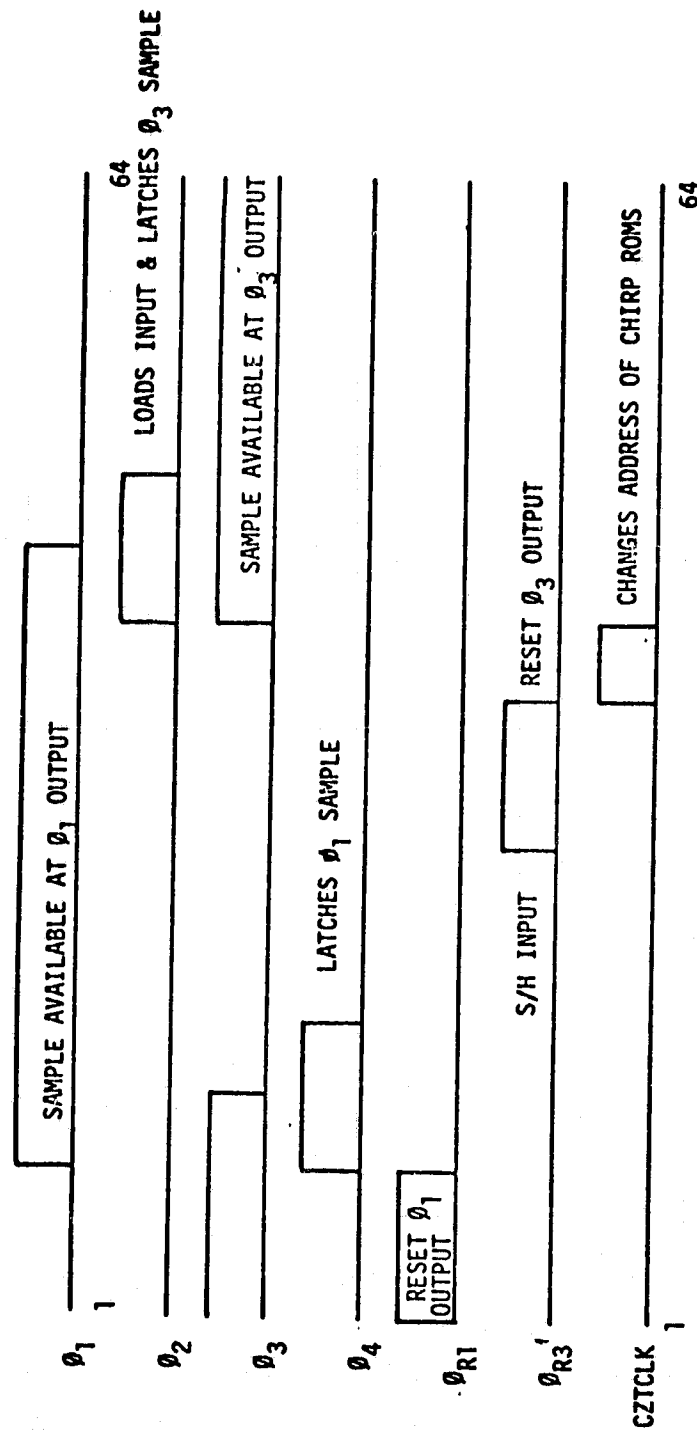 Ø1
SAMPLE AVAILABLE AT Ø1 OUTPUT
1
64
Ø2
LOADS INPUT & LATCHES Ø3 SAMPLE
Ø3
SAMPLE AVAILABLE AT Ø3 OUTPUT
Ø4
LATCHES Ø1 SAMPLE
ØR1
RESET Ø1
OUTPUT
ØR3'
S/H INPUT
RESET Ø3 OUTPUT
CZTCLK
CHANGES ADDRESS OF CHIRP ROMS
1
64